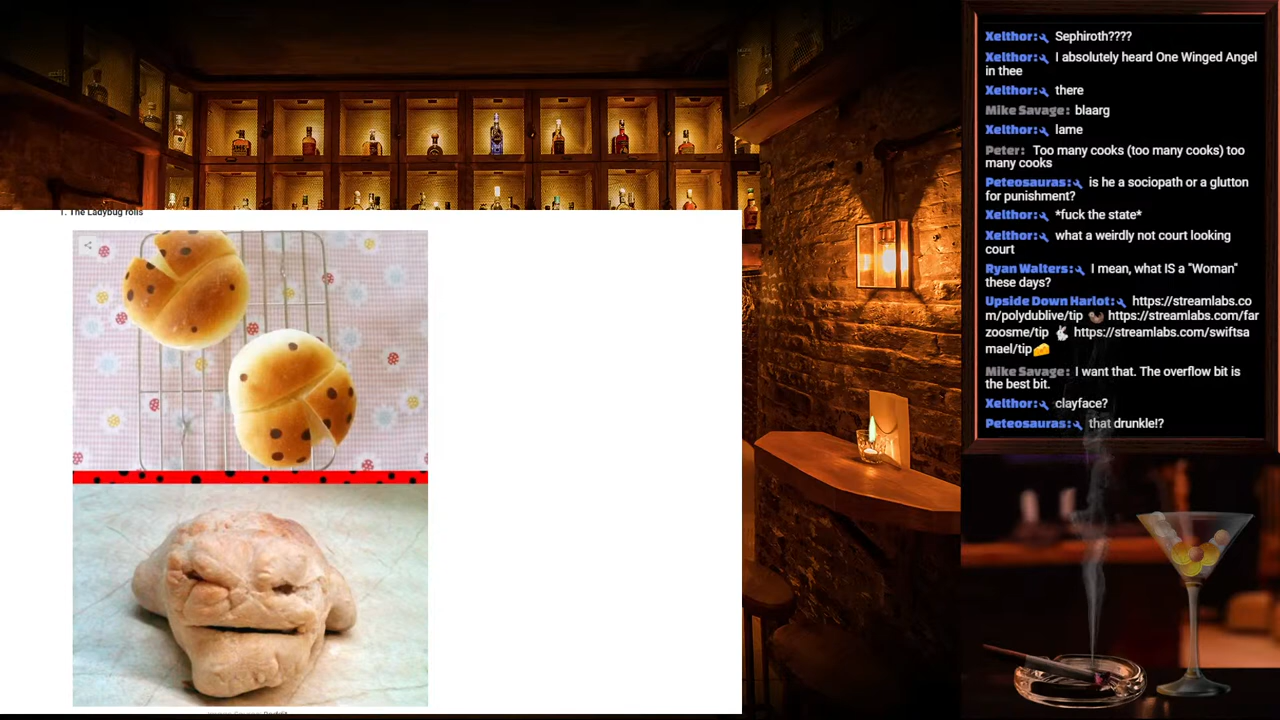 1. The Ladybug rolls
Xelthor: Sephiroth????
Xelthor: I absolutely heard One Winged Angel
in thee
Xelthor: there
Mike Savage: blaarg
Xelthor: lame
Peter: Too many cooks (too many cooks) too
many cooks
Peteosauras: is he a sociopath or a glutton
for punishment?
Xelthor: *fuck the state*
Xelthor: what a weirdly not court looking
court
Ryan Walters: I mean, what IS a "Woman"
these days?
Upside Down Harlot: https://streamlabs.co
m/polydublive/tip https://streamlabs.com/far
zoosme/tip https://streamlabs.com/swiftsa
mael/tip
Mike Savage: I want that. The overflow bit is
the best bit.
Xelthor: clayface?
Peteosauras: that drunkle!?